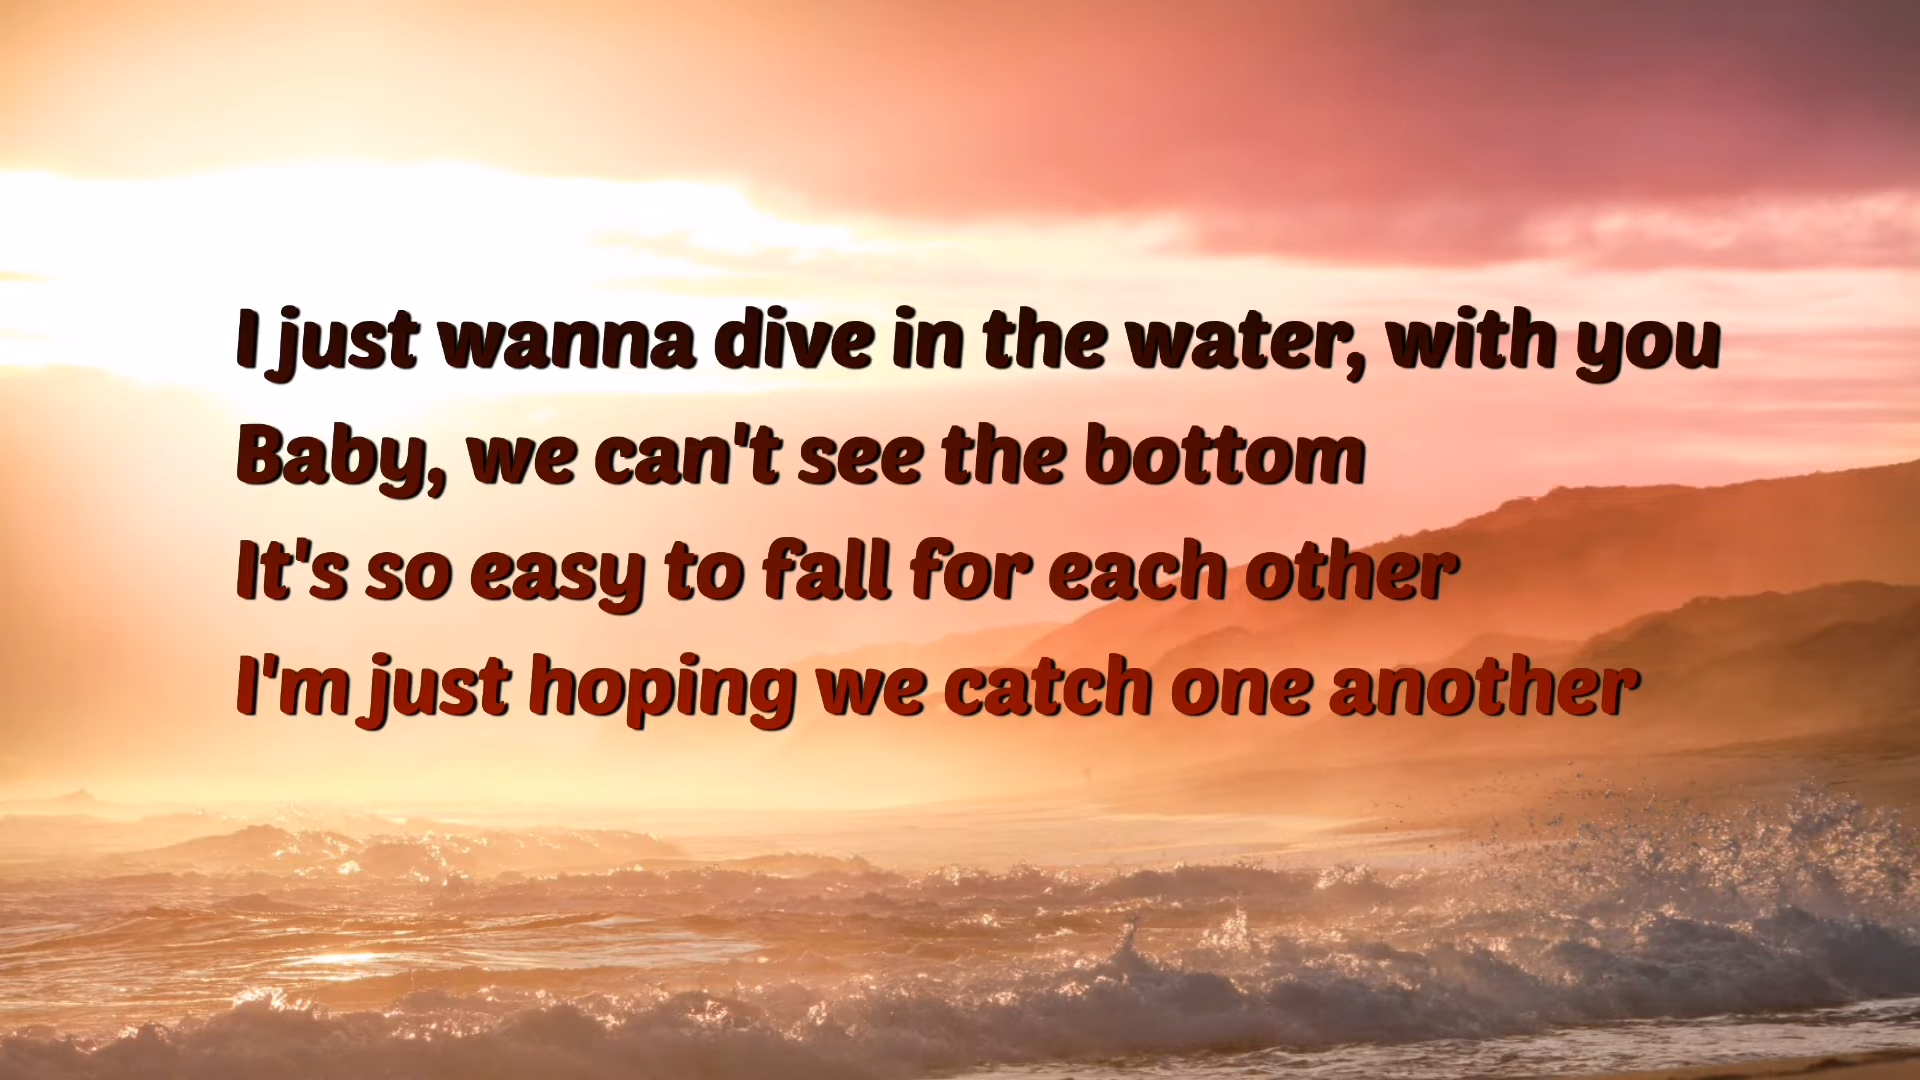 I just wanna dive in the water, with you
Baby, we can't see the bottom
It's so easy to fall for each other
I'm just hoping we catch one another